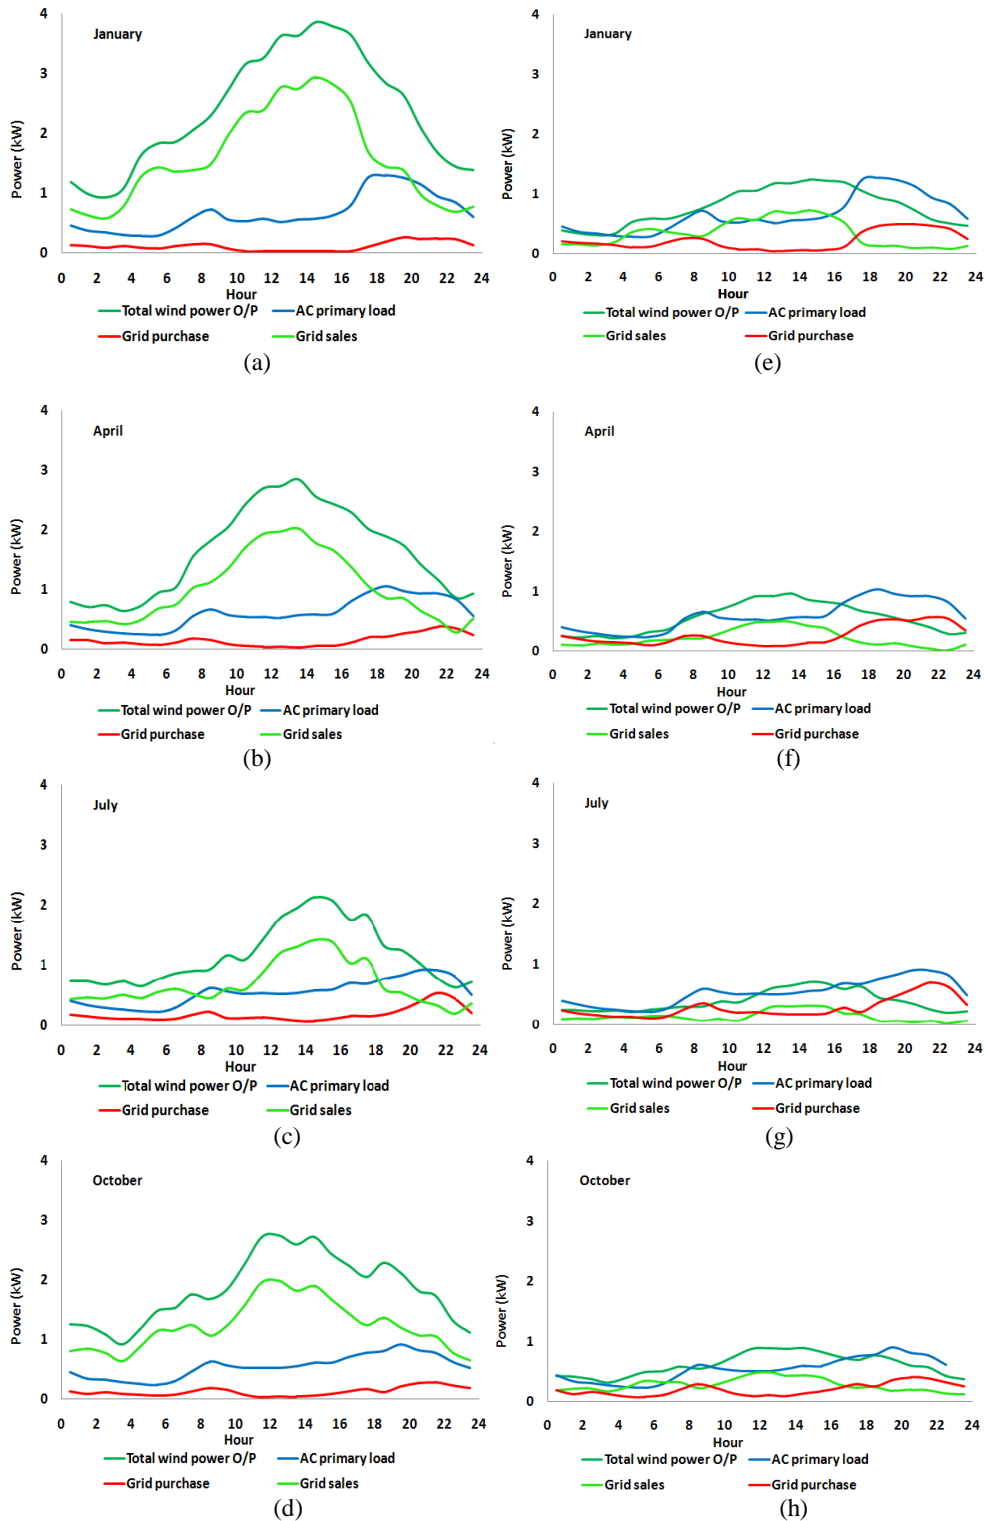 4
January
3
2
1
0
Power (kW)
0 2 4 6 8 10 12 14 16 18 20 22 24
Hour
Total wind power O/P AC primary load
Grid purchase Grid sales
(a)
4
January
3
2
1
0
Power (kW)
0 2 4 6 8 10 12 14 16 18 20 22 24
Hour
Total wind power O/P AC primary load
Grid sales Grid purchase
(e)
4
April
3
2
1
0
Power (kW)
0 2 4 6 8 10 12 14 16 18 20 22 24
Hour
Total wind power O/P AC primary load
Grid purchase Grid sales
(b)
4
April
3
2
1
0
Power (kW)
0 2 4 6 8 10 12 14 16 18 20 22 24
Hour
Total wind power O/P AC primary load
Grid sales Grid purchase
(f)
4
July
3
2
1
0
Power (kW)
0 2 4 6 8 10 12 14 16 18 20 22 24
Hour
Total wind power O/P AC primary load
Grid purchase Grid sales
(c)
4
July
3
2
1
0
Power (kW)
0 2 4 6 8 10 12 14 16 18 20 22 24
Hour
Total wind power O/P AC primary load
Grid sales Grid purchase
(g)
4
October
3
2
1
0
Power (kW)
0 2 4 6 8 10 12 14 16 18 20 22 24
Hour
Total wind power O/P AC primary load
Grid purchase Grid sales
(d)
4
October
3
2
1
0
Power (kW)
0 2 4 6 8 10 12 14 16 18 20 22 24
Hour
Total wind power O/P AC primary load
Grid sales Grid purchase
(h)